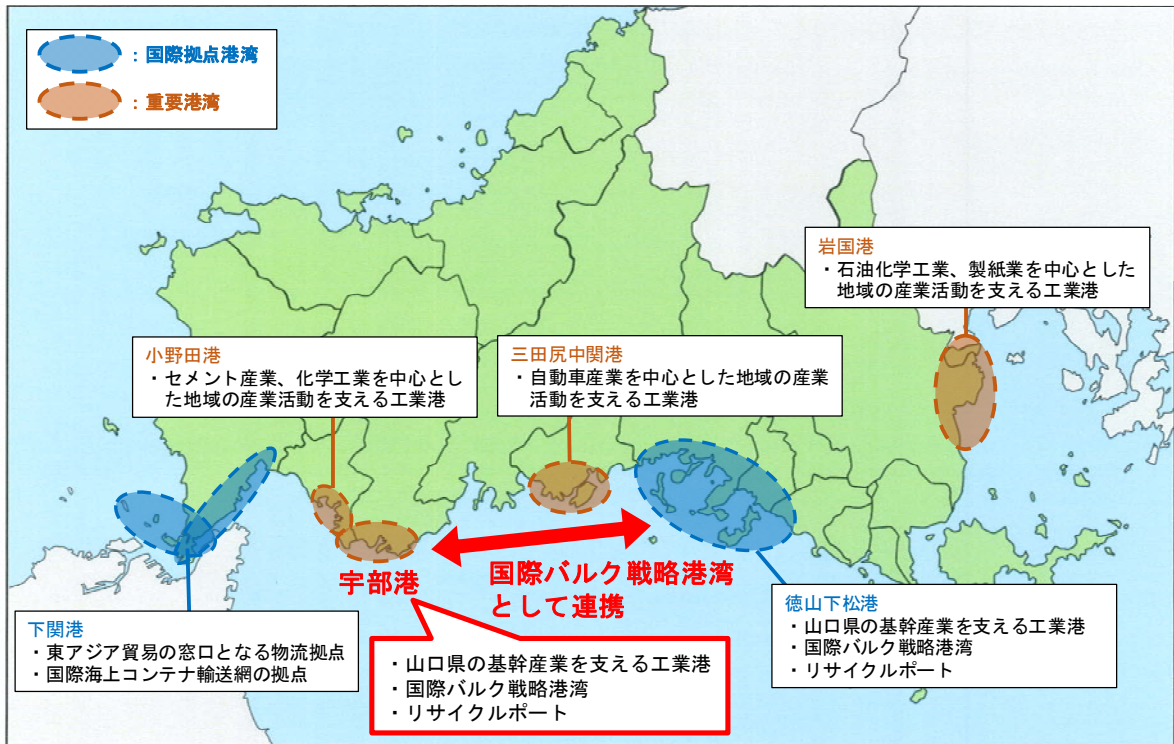 ：国際拠点港湾
：重要港湾
岩国港
・石油化学工業、製紙業を中心とした
地域の産業活動を支える工業港
小野田港
・セメント産業、化学工業を中心とし
た地域の産業活動を支える工業港
三田尻中関港
・自動車産業を中心とした地域の産業
活動を支える工業港
宇部港
国際バルク戦略港湾
として連携
下関港
・東アジア貿易の窓口となる物流拠点
・国際海上コンテナ輸送網の拠点
・山口県の基幹産業を支える工業港
・国際バルク戦略港湾
・リサイクルポート
徳山下松港
・山口県の基幹産業を支える工業港
・国際バルク戦略港湾
・リサイクルポート